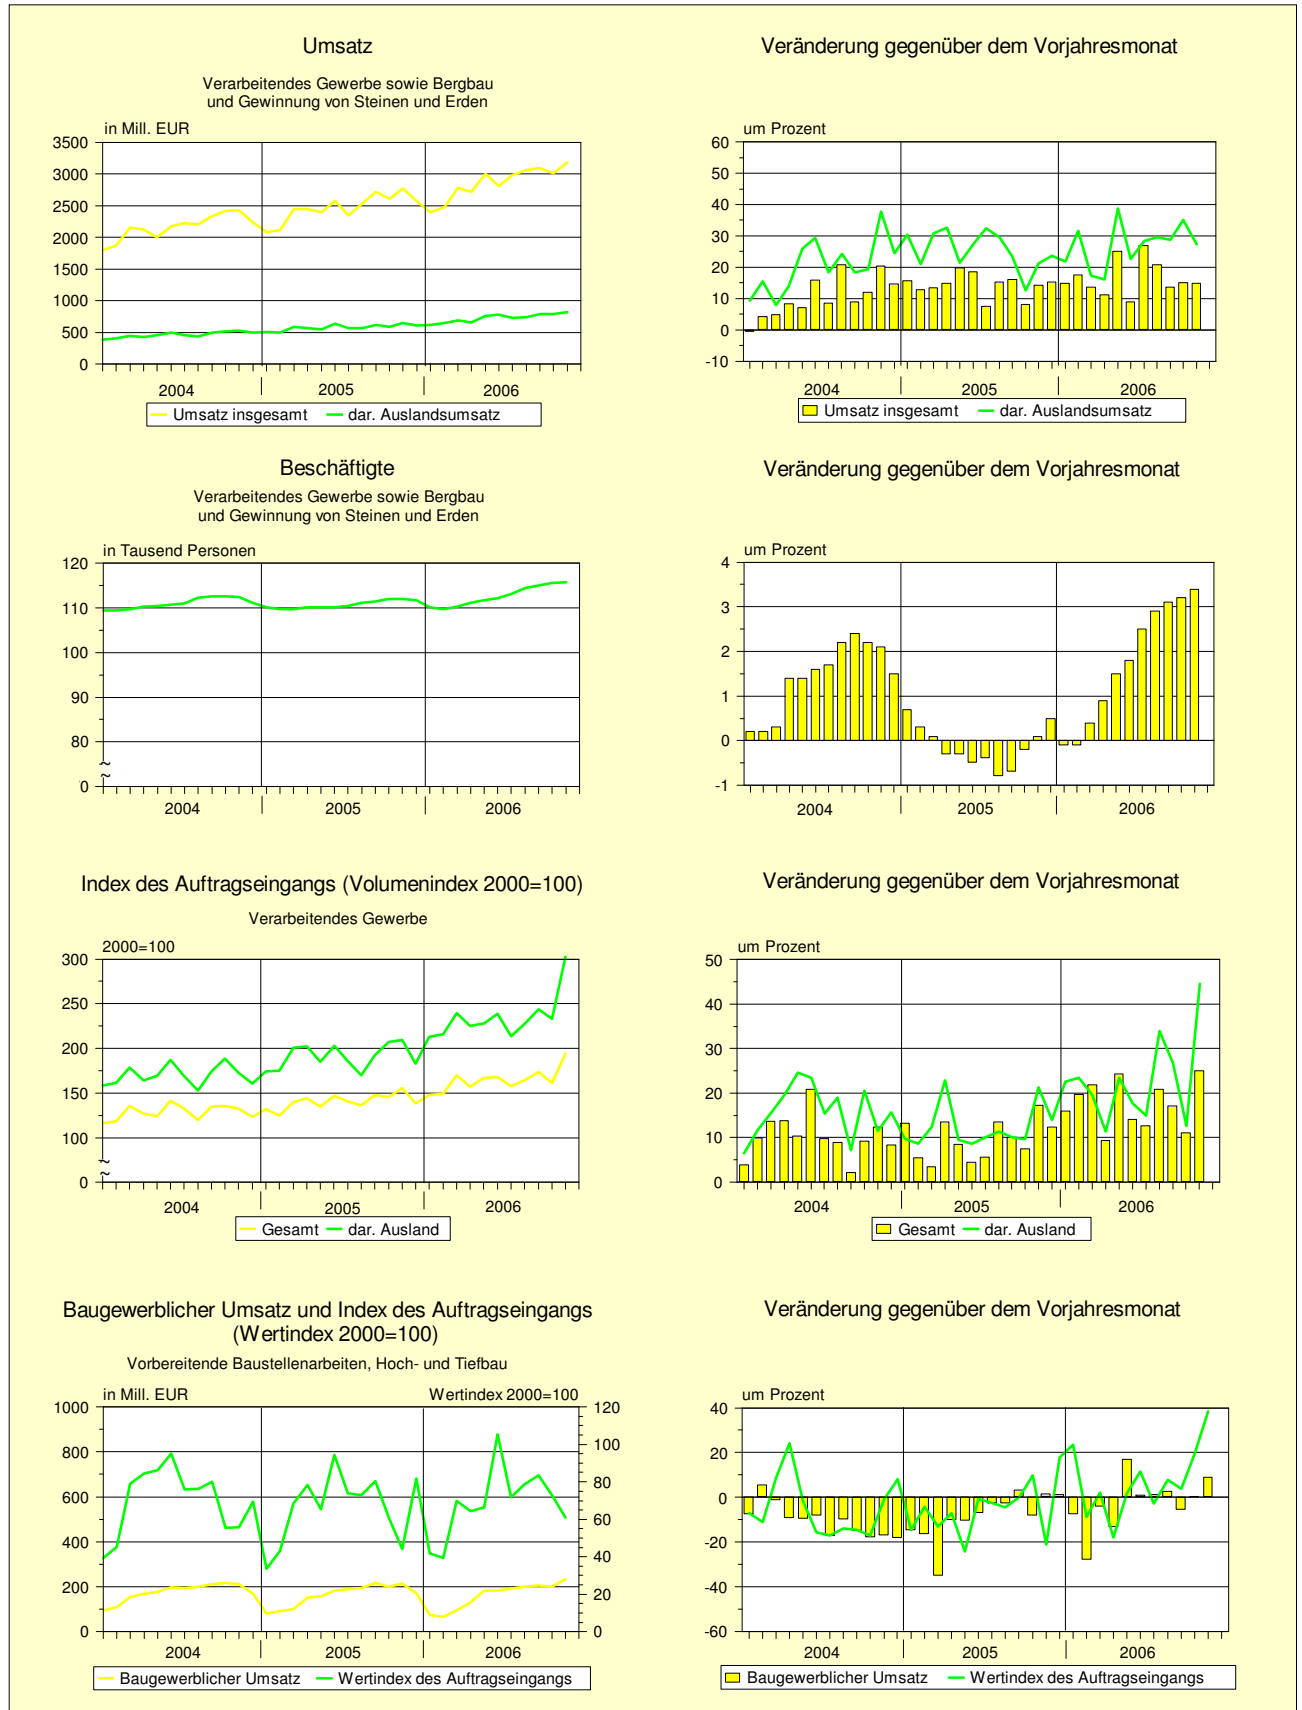 Umsatz
Verarbeitendes Gewerbe sowie Bergbau
und Gewinnung von Steinen und Erden
in Mill. EUR
3500
3000
2500
2000
1500
1000
500
0
2004 2005 2006
Umsatz insgesamt dar. Auslandsumsatz
Veränderung gegenüber dem Vorjahresmonat
um Prozent
60
50
40
30
20
10
0
-10
2004 2005 2006
Umsatz insgesamt dar. Auslandsumsatz
Beschäftigte
Verarbeitendes Gewerbe sowie Bergbau
und Gewinnung von Steinen und Erden
in Tausend Personen
120
110
100
90
80
0
2004 2005 2006
Veränderung gegenüber dem Vorjahresmonat
um Prozent
4
3
2
1
0
-1
2004 2005 2006
Index des Auftragseingangs (Volumenindex 2000=100)
Verarbeitendes Gewerbe
2000=100
300
250
200
150
100
0
2004 2005 2006
Gesamt dar. Ausland
Veränderung gegenüber dem Vorjahresmonat
um Prozent
50
40
30
20
10
0
2004 2005 2006
Gesamt dar. Ausland
Baugewerblicher Umsatz und Index des Auftragseingangs
(Wertindex 2000=100)
Vorbereitende Baustellenarbeiten, Hoch- und Tiefbau
in Mill. EUR Wertindex 2000=100
1000 120
800 100
600 80
400 60
200 40
0 20
0
2004 2005 2006
Baugewerblicher Umsatz Wertindex des Auftragseingangs
Veränderung gegenüber dem Vorjahresmonat
um Prozent
40
20
0
-20
-40
-60
2004 2005 2006
Baugewerblicher Umsatz Wertindex des Auftragseingangs